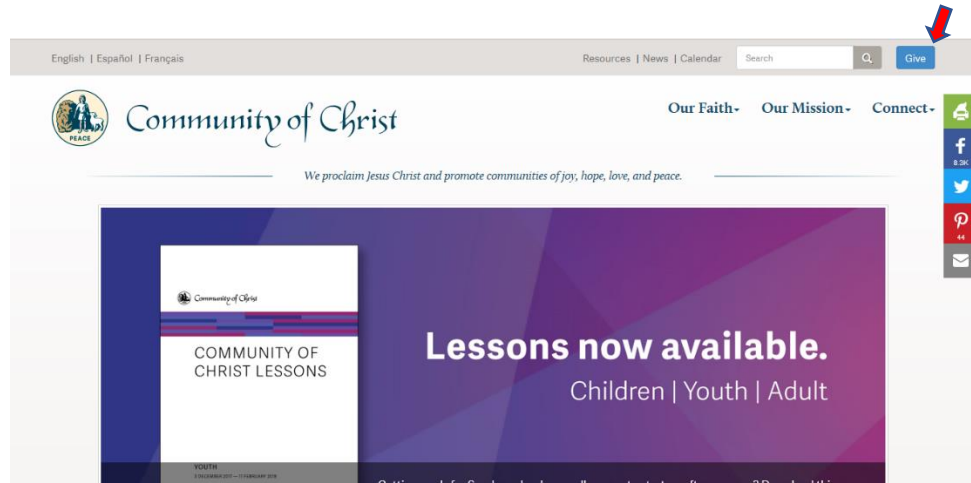 English | Español | Français
Resources | News | Calendar
Search
Give
PEACE
Community of Christ
Our Faith
Our Mission
Connect
8.3K
We proclaim Jesus Christ and promote communities of joy, hope, love, and peace.
44
Community of Christ
COMMUNITY OF
CHRIST LESSONS
Lessons now available.
Children | Youth | Adult
YOUTH